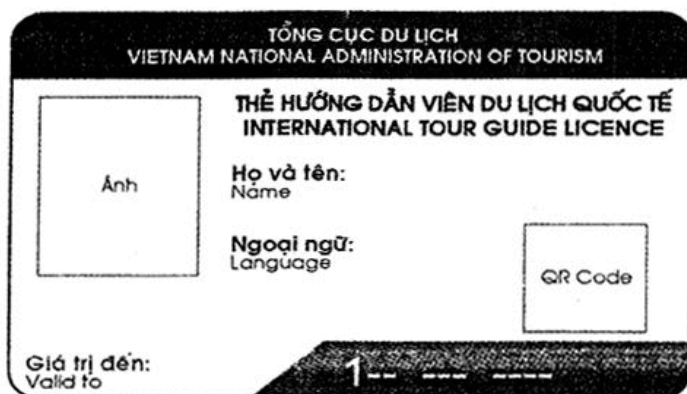 TỔNG CỤC DU LỊCH
VIETNAM NATIONAL ADMINISTRATION OF TOURISM
THẺ HƯỚNG DẪN VIÊN DU LỊCH QUỐC TẾ
INTERNATIONAL TOUR GUIDE LICENCE
Ảnh
Họ và tên:
Name
Ngoại ngữ:
Language
QR Code
Giá trị đến:
Valid to
1-- --- ----